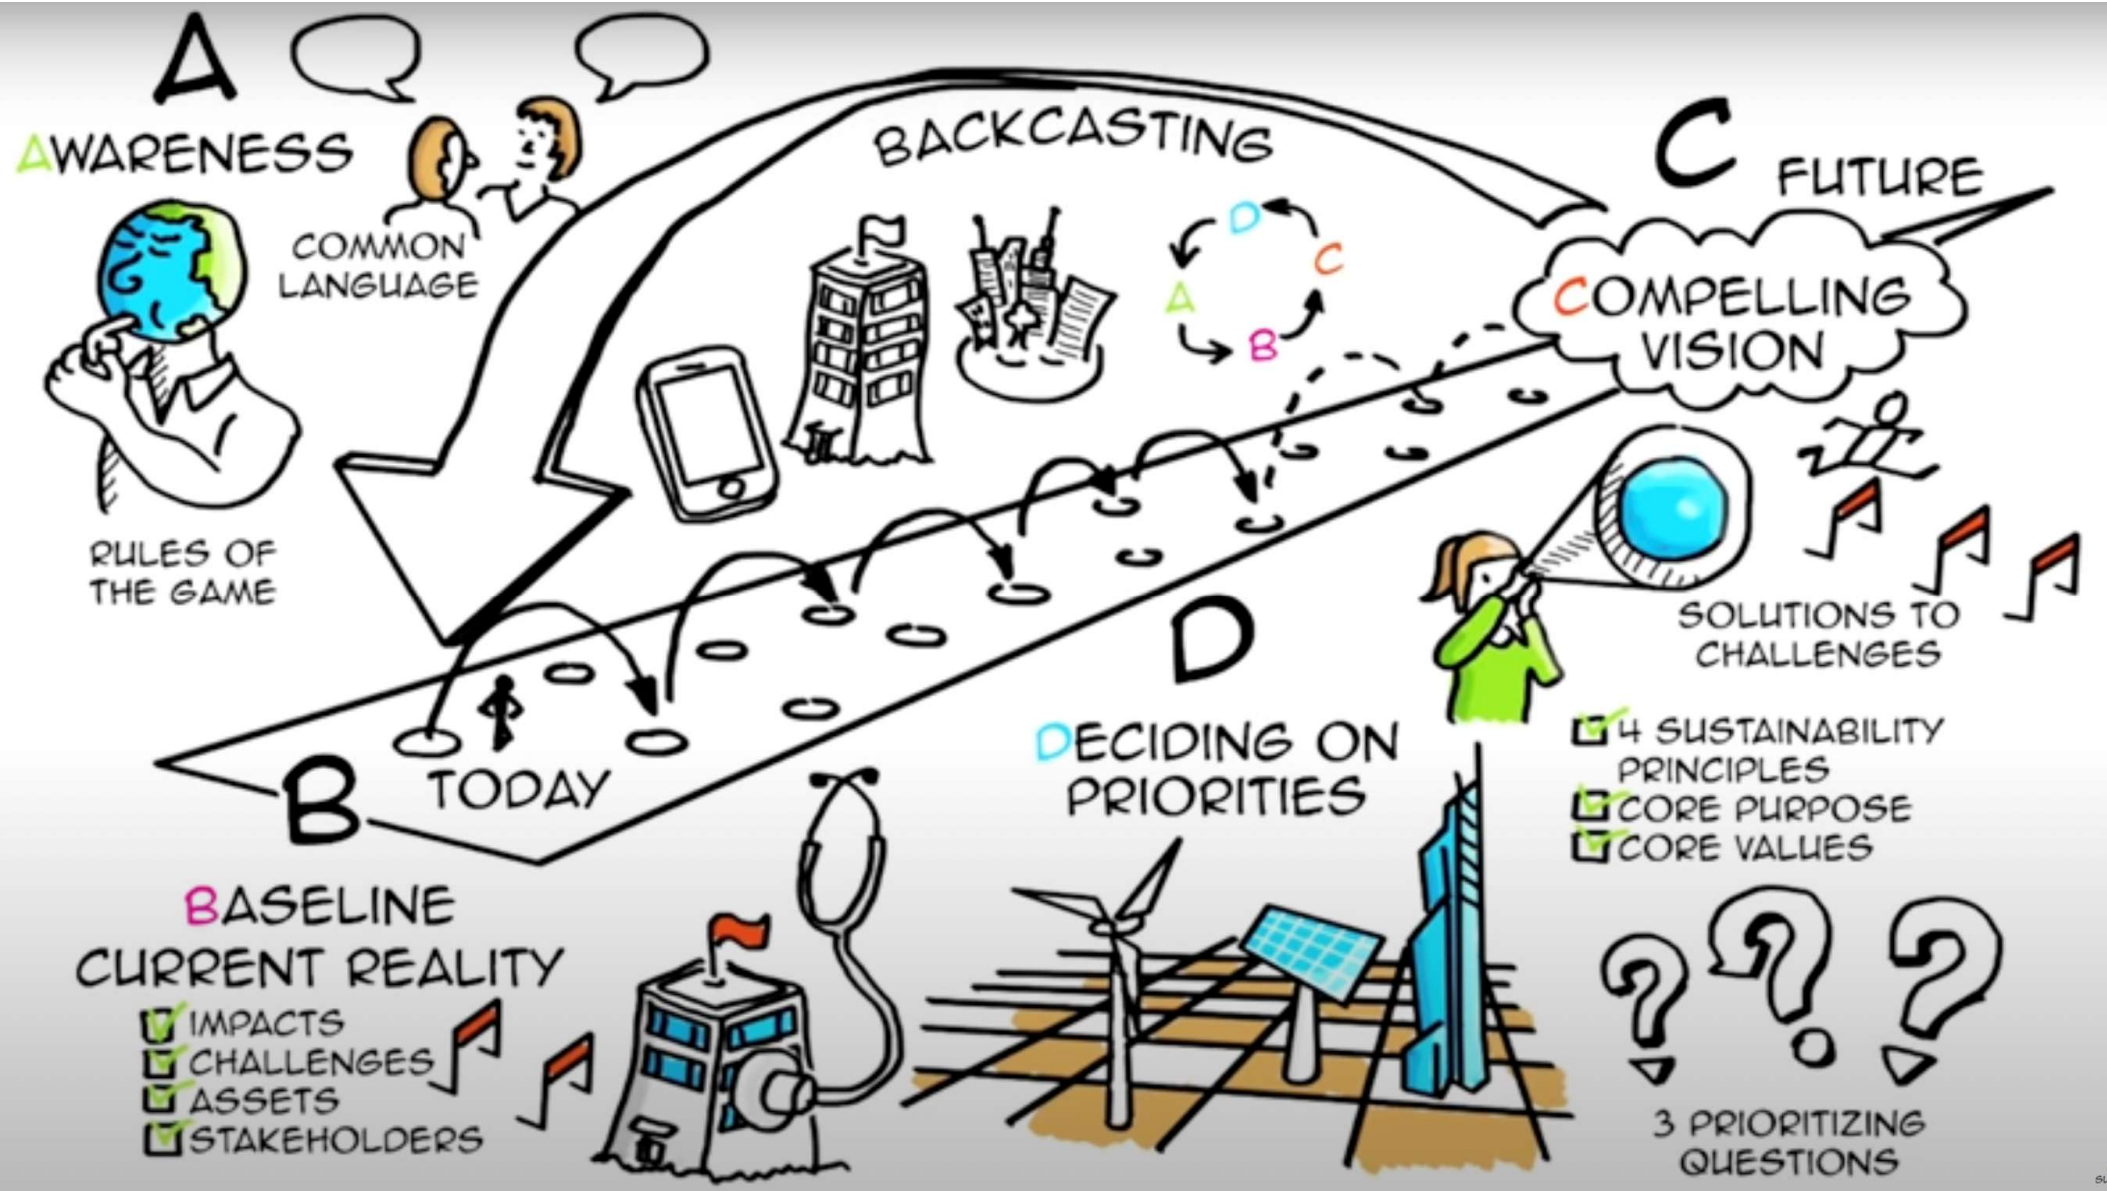 A
AWARENESS
COMMON
LANGUAGE
RULES OF
THE GAME
BACKCASTING
D
C
A
B
C
FUTURE
COMPELLING
VISION
SOLUTIONS TO
CHALLENGES
4 SUSTAINABILITY
PRINCIPLES
CORE PURPOSE
CORE VALUES
B
TODAY
BASELINE
CURRENT REALITY
IMPACTS
CHALLENGES
ASSETS
STAKEHOLDERS
D
DECIDING ON
PRIORITIES
? ? ?
3 PRIORITIZING
QUESTIONS